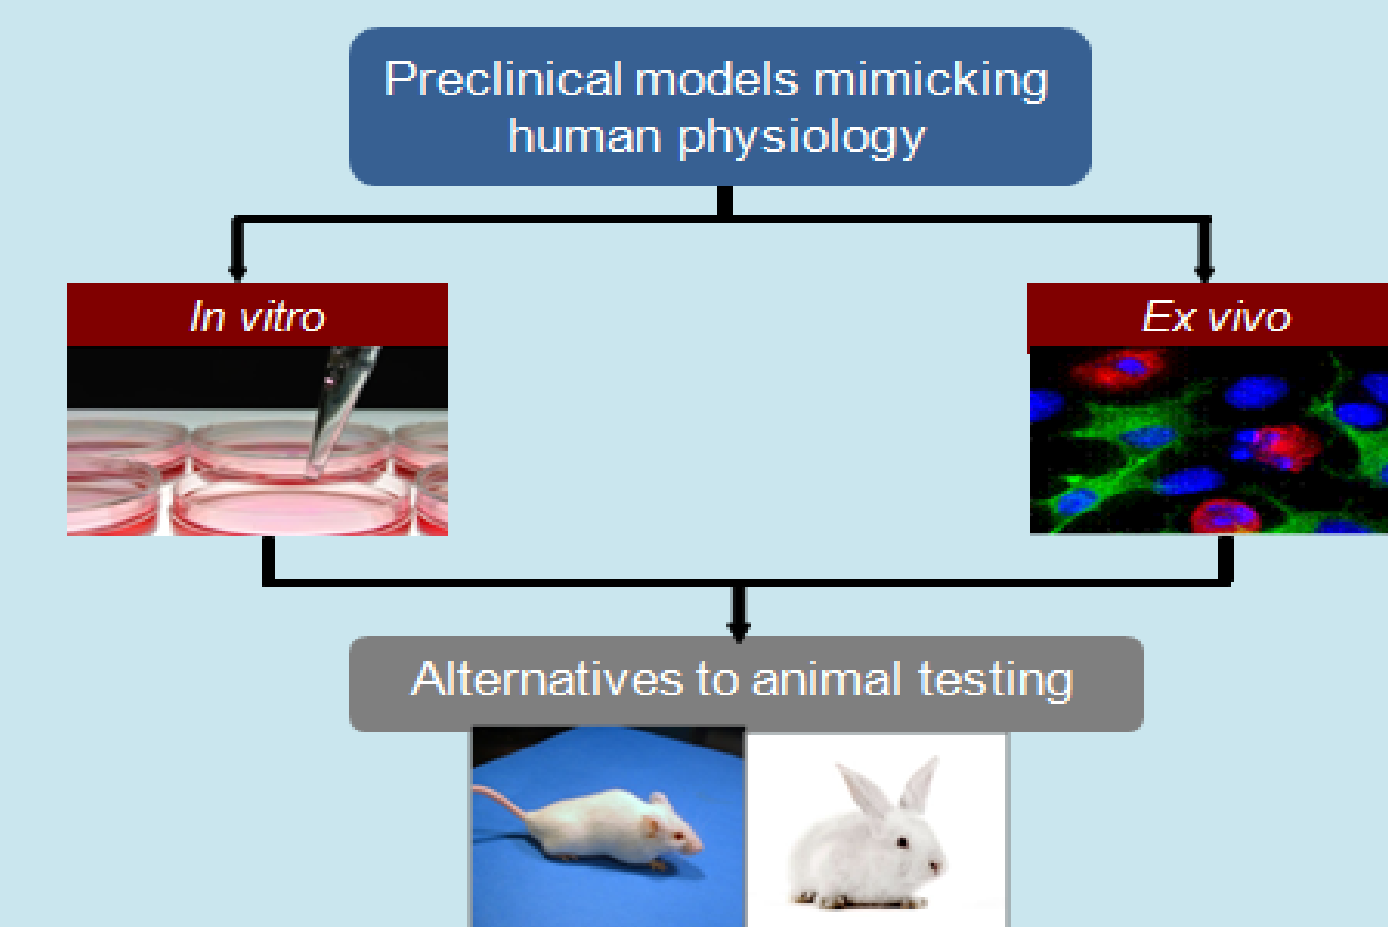 Preclinical models mimicking
human physiology
In vitro
Ex vivo
Alternatives to animal testing